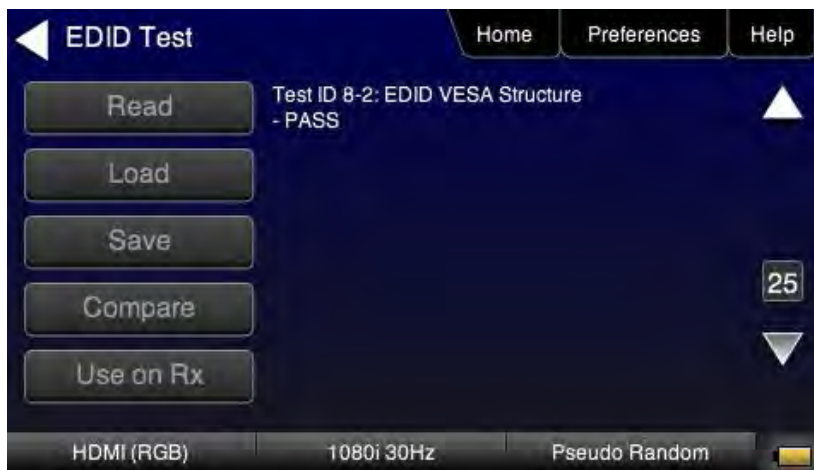 EDID Test
Home
Preferences
Help
Read
Test ID 8-2: EDID VESA Structure
- PASS
Load
Save
25
Compare
Use on Rx
HDMI (RGB)
1080i 30Hz
Pseudo Random